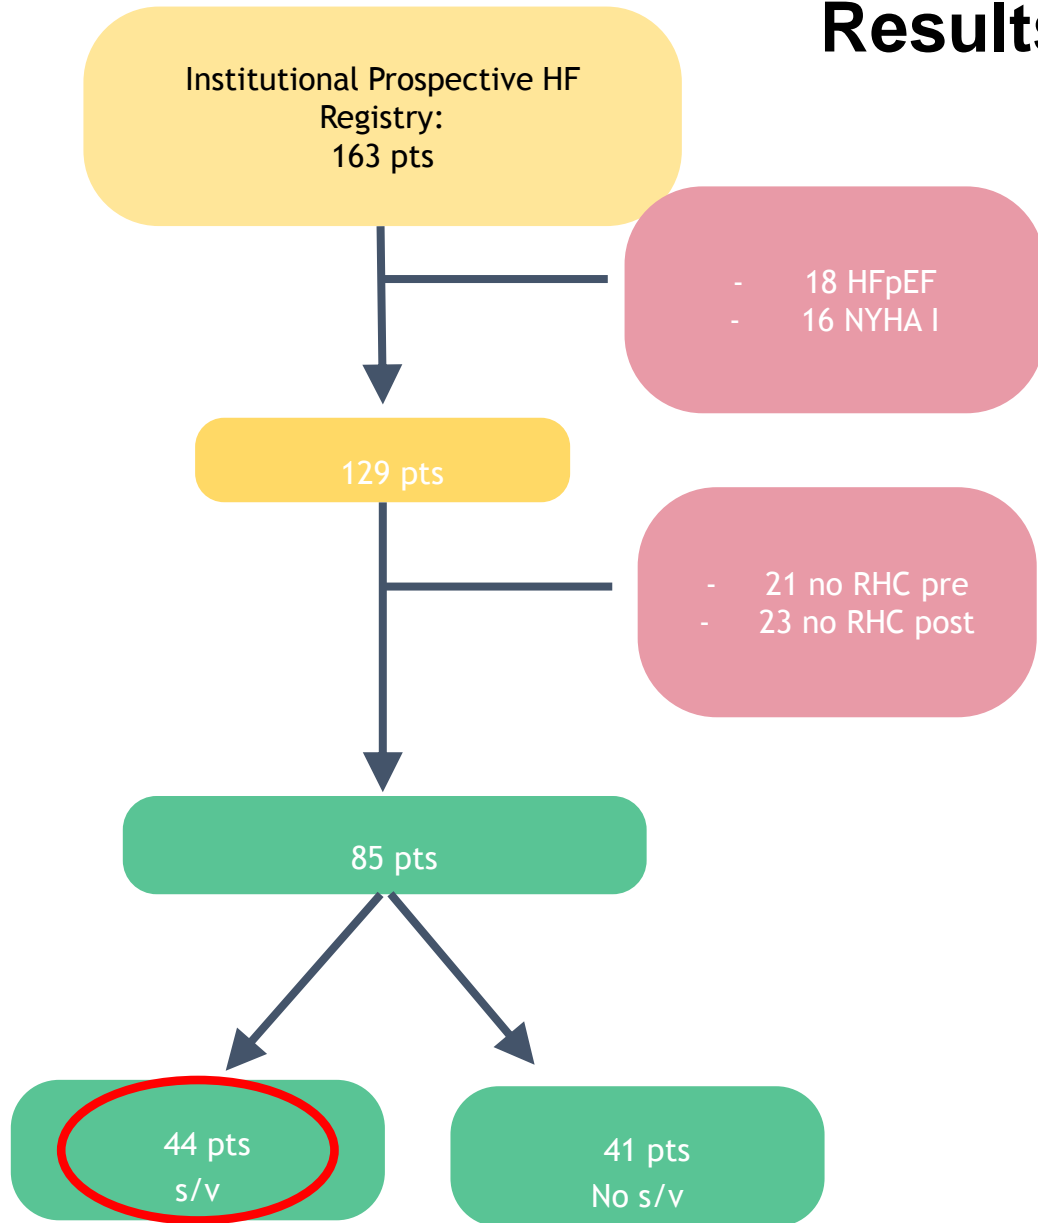 Results
Institutional Prospective HF
Registry:
163 pts
- 18 HFpEF
- 16 NYHA I
129 pts
- 21 no RHC pre
- 23 no RHC post
85 pts
44 pts
s/v
41 pts
No s/v